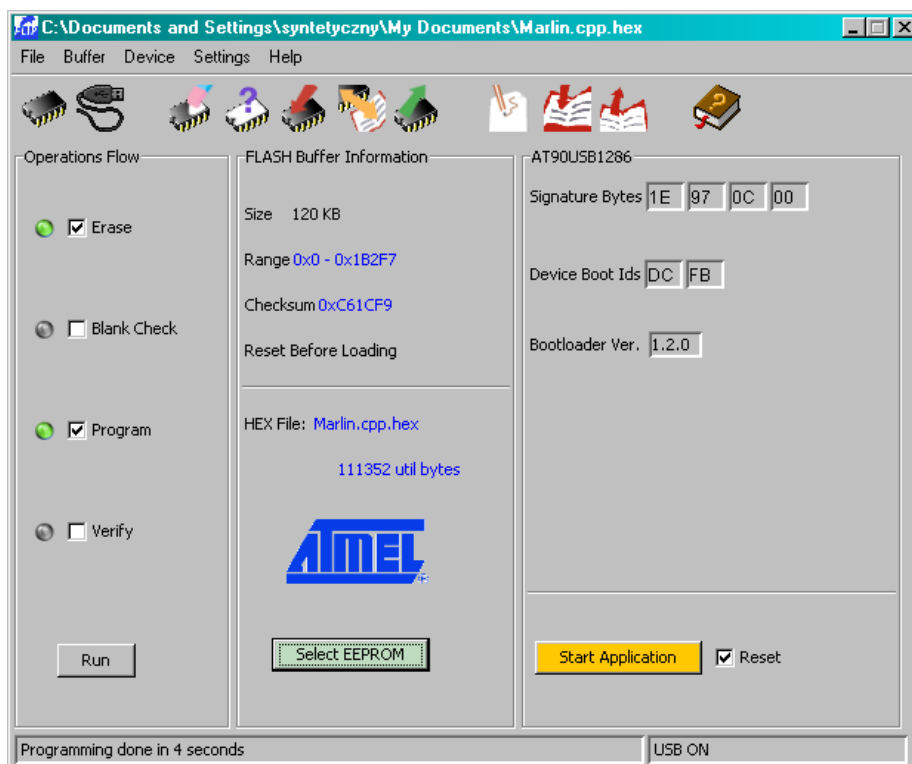 C:\Documents and Settings\syntetyczny\My Documents\Marlin.cpp.hex
File Buffer Device Settings Help
Operations Flow
Erase
Blank Check
Program
Verify
Run
FLASH Buffer Information
Size 120 KB
Range 0x0 - 0x1B2F7
Checksum 0xC61CF9
Reset Before Loading
HEX File: Marlin.cpp.hex
111352 util bytes
ATMEL
Select EEPROM
AT90USB1286
Signature Bytes 1E 97 0C 00
Device Boot Ids DC FB
Bootloader Ver. 1.2.0
Start Application Reset
Programming done in 4 seconds USB ON